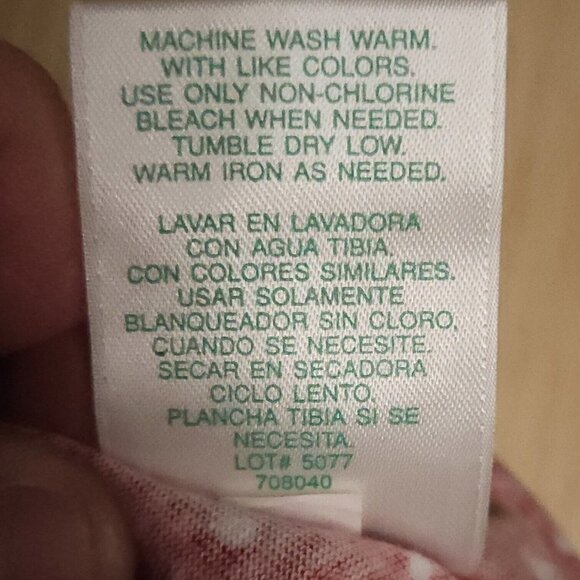 MACHINE WASH WARM.
WITH LIKE COLORS.
USE ONLY NON-CHLORINE
BLEACH WHEN NEEDED.
TUMBLE DRY LOW.
WARM IRON AS NEEDED.
LAVAR EN LAVADORA
CON AGUA TIBIA.
CON COLORES SIMILARES.
USAR SOLAMENTE
BLANQUEADOR SIN CLORO,
CUANDO SE NECESITE.
SECAR EN SECADORA
CICLO LENTO.
PLANCHA TIBIA SI SE
NECESITA.
LOT# 5077
708040